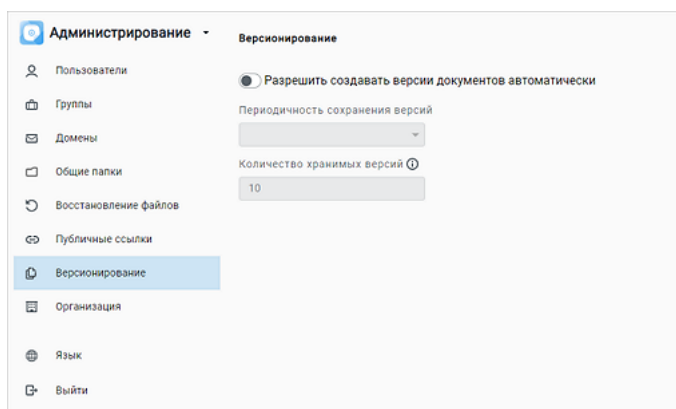 Администрирование
Пользователи
Группы
Домены
Общие папки
Восстановление файлов
Публичные ссылки
Версионирование
Организация
Язык
Выйти
Версионирование
Разрешить создавать версии документов автоматически
Периодичность сохранения версий
Количество хранимых версий
10